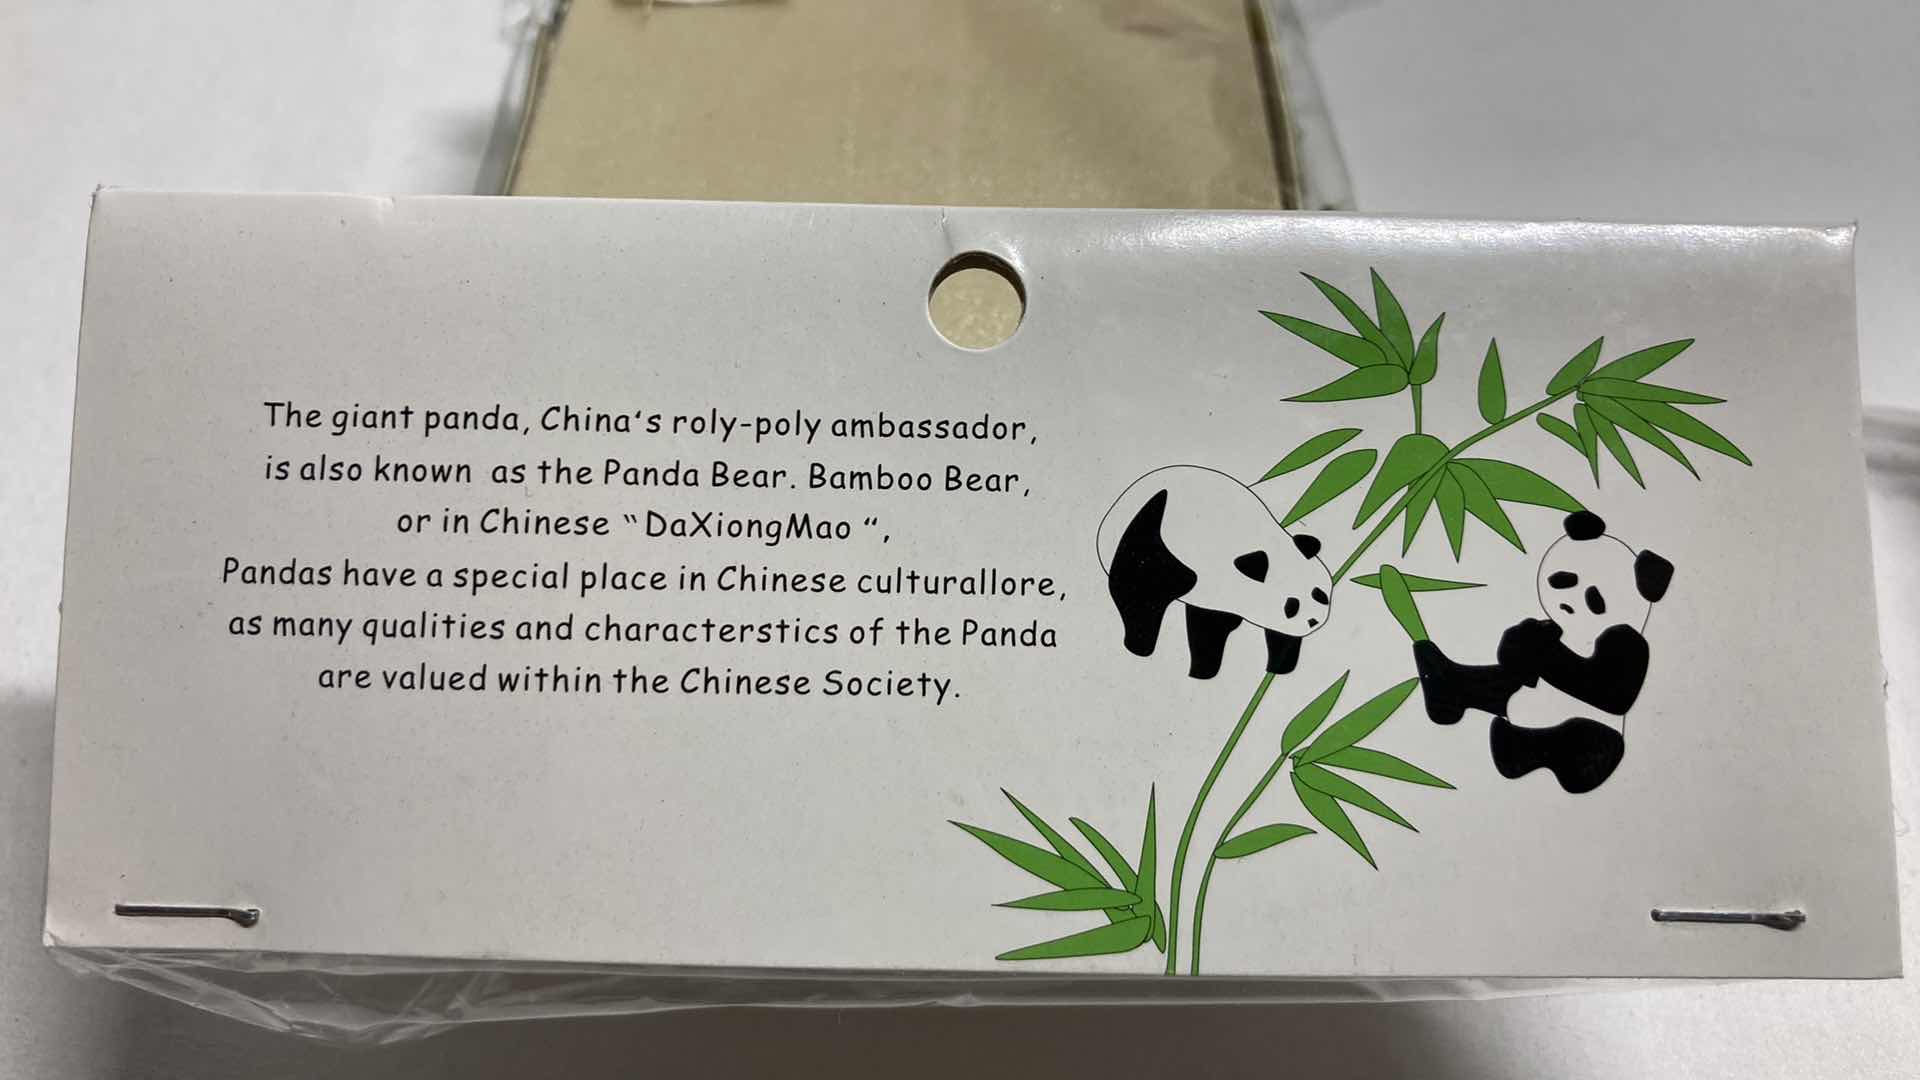 The giant panda, China's roly-poly ambassador,
is also known as the Panda Bear. Bamboo Bear,
or in Chinese "DaXiongMao ",
Pandas have a special place in Chinese culturallore,
as many qualities and characterstics of the Panda
are valued within the Chinese Society.